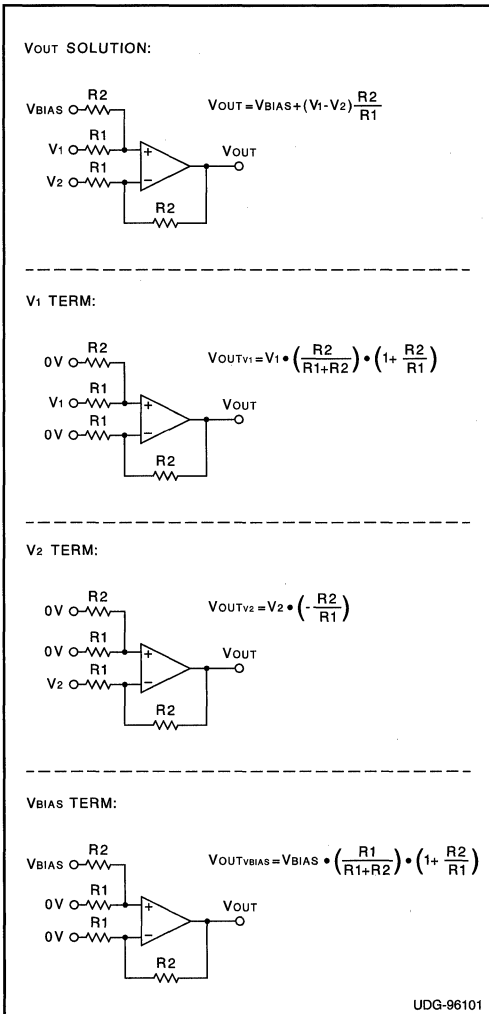 VOUT SOLUTION:
R2
VBIAS
VOUT=VBIAS+(V1-V2) R2/R1
R1
V1
+
VOUT
R1
V2
-
R2
V1 TERM:
R2
0V
VOUTV1=V1•(R2/R1+R2)•(1+ R2/R1)
R1
V1
+
VOUT
R1
0V
-
R2
V2 TERM:
R2
0V
VOUTV2=V2•(-R2/R1)
R1
0V
+
VOUT
R1
V2
-
R2
VBIAS TERM:
R2
VBIAS
VOUTVBIAS=VBIAS•(R1/R1+R2)•(1+ R2/R1)
R1
0V
+
VOUT
R1
0V
-
R2
UDG-96101